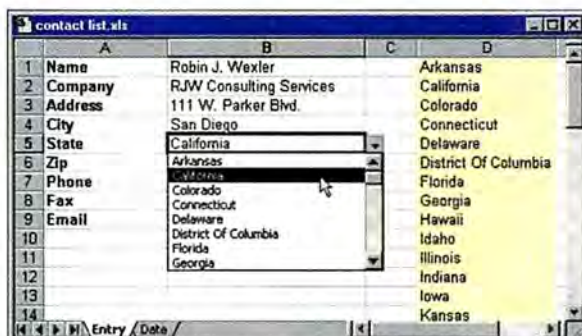 contact list.xls
A B C D
1 Name Robin J. Wexler Arkansas
2 Company RJW Consulting Services California
3 Address 111 W. Parker Blvd. Colorado
4 City San Diego Connecticut
5 State California Delaware
6 Zip Arkansas District Of Columbia
7 Phone California Florida
8 Fax Colorado Georgia
9 Email Connecticut Hawaii
10 Delaware Idaho
11 District Of Columbia Illinois
12 Florida Indiana
13 Georgia Iowa
14 Kansas
Entry Data